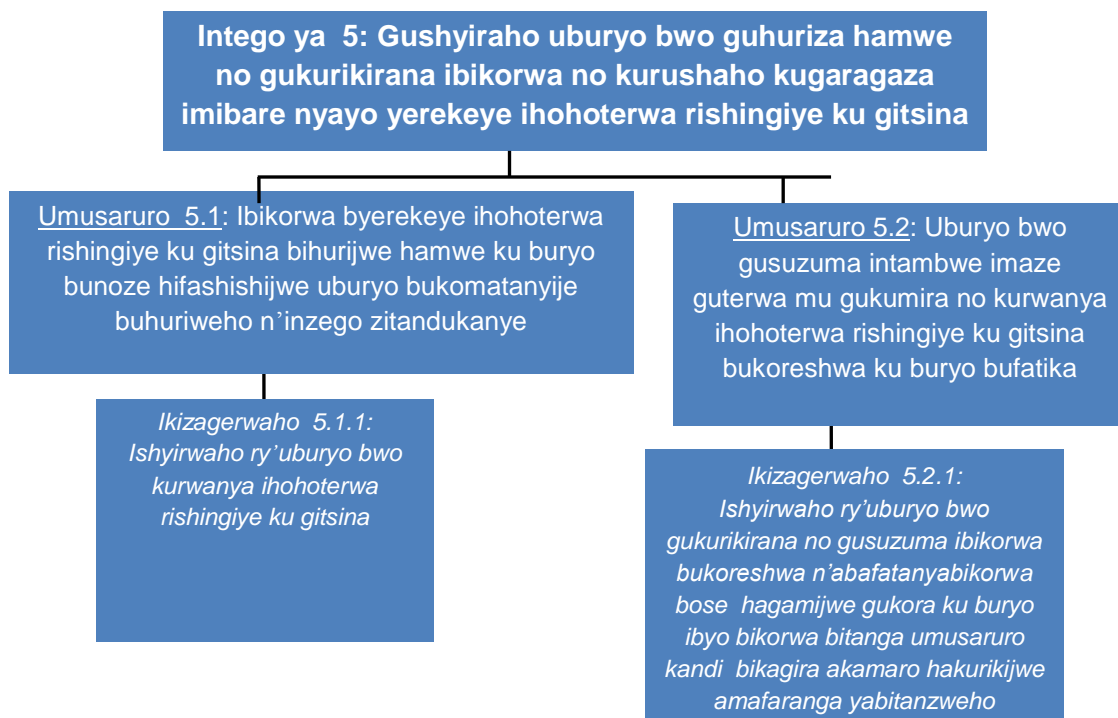 Intego ya 5: Gushyiraho uburyo bwo guhuriza hamwe
no gukurikirana ibikorwa no kurushaho kugaragaza
imibare nyayo yerekeye ihohoterwa rishingiye ku gitsina
Umusaruro 5.1: Ibikorwa byerekeye ihohoterwa
rishingiye ku gitsina bihurijwe hamwe ku buryo
bunoze hifashishijwe uburyo bukomatanyije
buhuriweho n’inzego zitandukanye
Umusaruro 5.2: Uburyo bwo
gusuzuma intambwe imaze
guterwa mu gukumira no kurwanya
ihohoterwa rishingiye ku gitsina
bukoreshwa ku buryo bufatika
Ikizagerwaho 5.1.1:
Ishyirwaho ry’uburyo bwo
kurwanya ihohoterwa
rishingiye ku gitsina
Ikizagerwaho 5.2.1:
Ishyirwaho ry’uburyo bwo
gukurikirana no gusuzuma ibikorwa
bukoreshwa n’abafatanyabikorwa
bose hagamijwe gukora ku buryo
ibyo bikorwa bitanga umusaruro
kandi bikagira akamaro hakurikijwe
amafaranga yabitanzweho